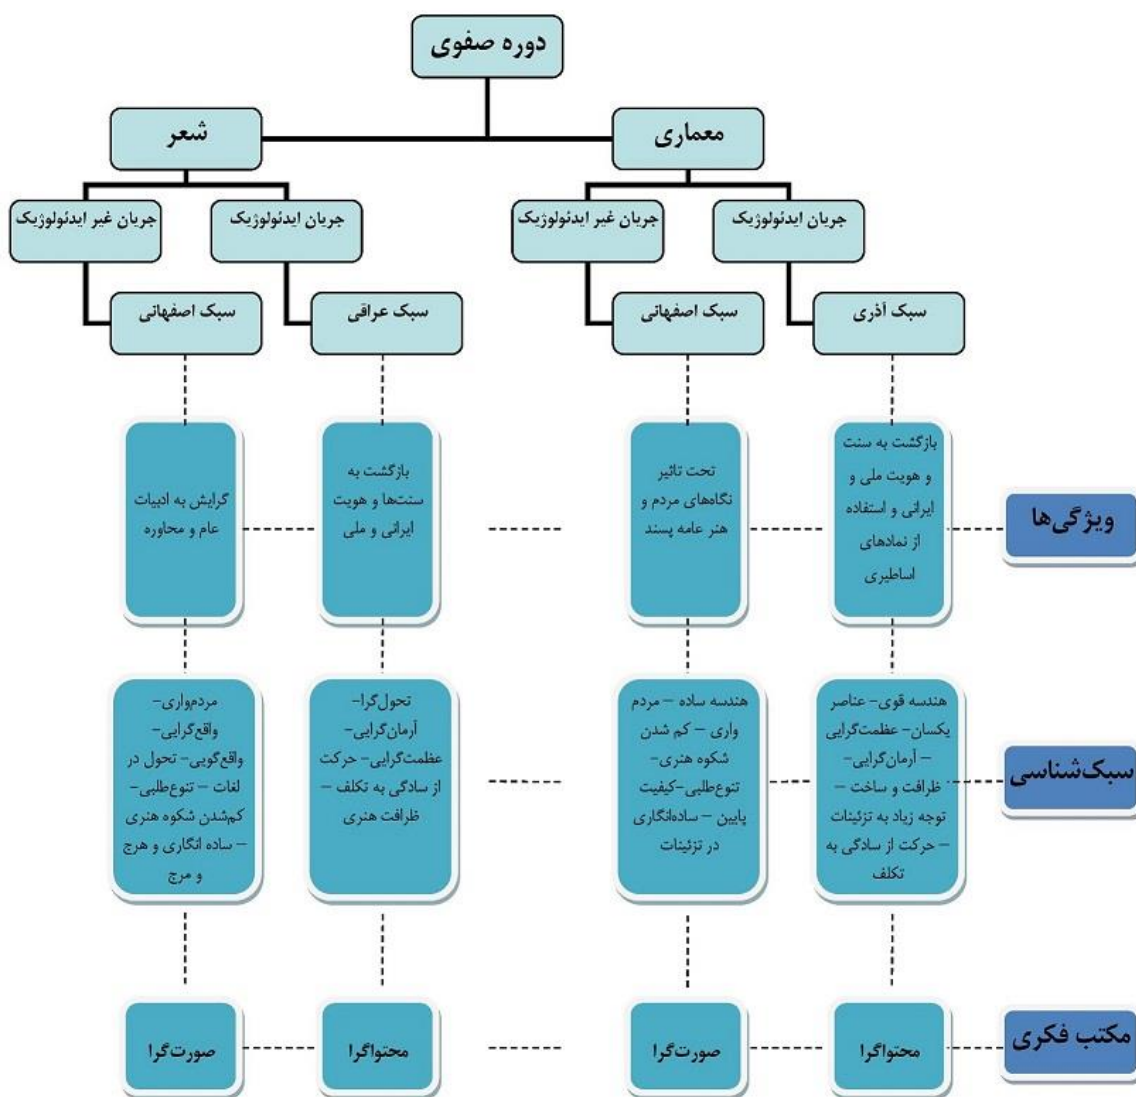 دوره صفوی
معماری
شعر
جریان ایدئولوژیک
جریان غیر ایدئولوژیک
جریان ایدئولوژیک
جریان غیر ایدئولوژیک
سبک آذری
سبک اصفهانی
سبک عراقی
سبک اصفهانی
ویژگی‌ها
بازگشت به سنت
و هویت ملی و
ایرانی و استفاده
از نمادهای
اساطیری
تحت تاثیر
نگاه‌های مردم و
هنر عامه پسند
بازگشت به
سنت‌ها و هویت
ایرانی و ملی
گرایش به ادبیات
عام و محاوره
سبک‌شناسی
هندسه قوی– عناصر
یکسان– عظمت‌گرایی
– آرمان‌گرایی–
ظرافت و ساخت –
توجه زیاد به تزئینات
– حرکت از سادگی به
تکلف
هندسه ساده – مردم
واری – کم شدن
شکوه هنری–
تنوع‌طلبی–کیفیت
پایین – ساده‌انگاری
در تزئینات
تحول‌گرا–
آرمان‌گرایی–
عظمت‌گرایی– حرکت
از سادگی به تکلف –
ظرافت هنری
مردم‌واری–
واقع‌گرایی–
واقع‌گویی– تحول در
لغات – تنوع‌طلبی–
کم‌شدن شکوه هنری
– ساده انگاری و هرج
و مرج
مکتب فکری
محتواگرا
صورت‌گرا
محتواگرا
صورت‌گرا